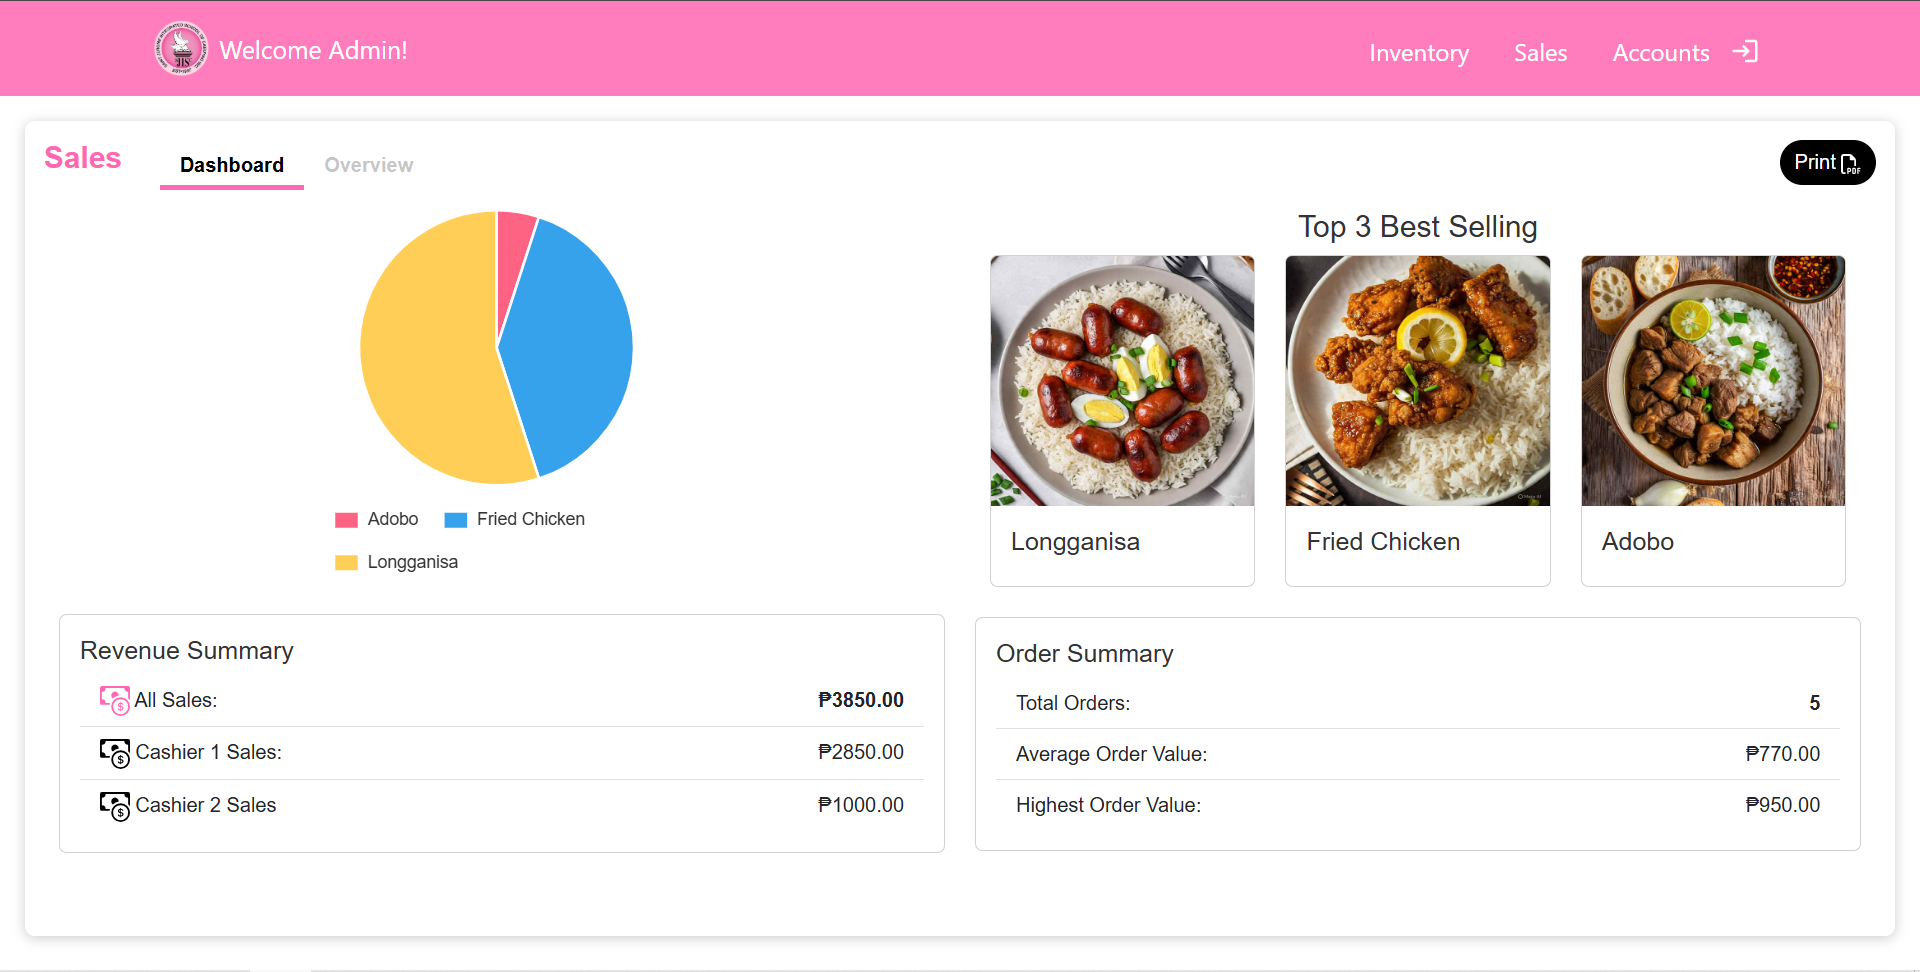 Welcome Admin!
Inventory
Sales
Accounts
Sales
Dashboard
Overview
Print
PDF
Top 3 Best Selling
Adobo
Fried Chicken
Longganisa
Longganisa
Fried Chicken
Adobo
Revenue Summary
All Sales: ₱3850.00
Cashier 1 Sales: ₱2850.00
Cashier 2 Sales ₱1000.00
Order Summary
Total Orders: 5
Average Order Value: ₱770.00
Highest Order Value: ₱950.00